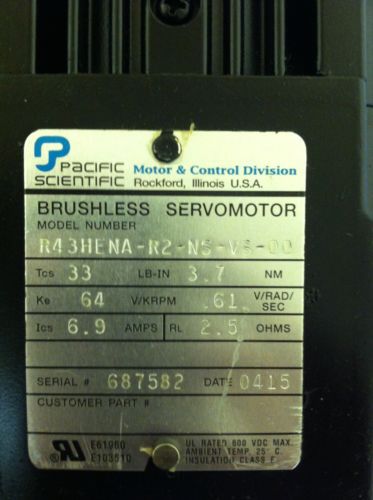 PACIFIC
SCIENTIFIC
Motor & Control Division
Rockford, Illinois U.S.A.
BRUSHLESS SERVOMOTOR
MODEL NUMBER
R43HENA-R2-NS-VS-00
Tcs 33 LB-IN 3.7 NM
Ke 64 V/KRPM .61 V/RAD/SEC
Ics 6.9 AMPS RL 2.5 OHMS
SERIAL # 687582 DATE 0415
CUSTOMER PART #
E61960
E103510
UL RATED 600 VDC MAX.
AMBIENT TEMP. 25° C.
INSULATION CLASS F